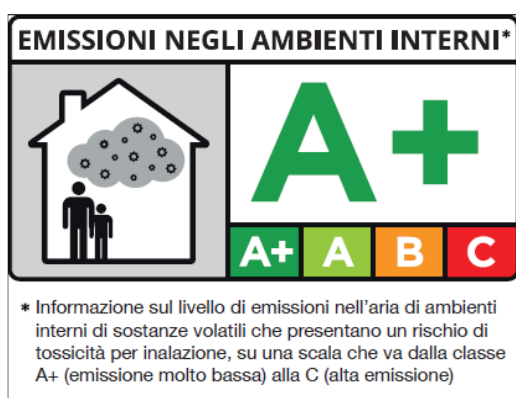 EMISSIONI NEGLI AMBIENTI INTERNI*
A+
A+ A B C
* Informazione sul livello di emissioni nell'aria di ambienti
interni di sostanze volatili che presentano un rischio di
tossicità per inalazione, su una scala che va dalla classe
A+ (emissione molto bassa) alla C (alta emissione)